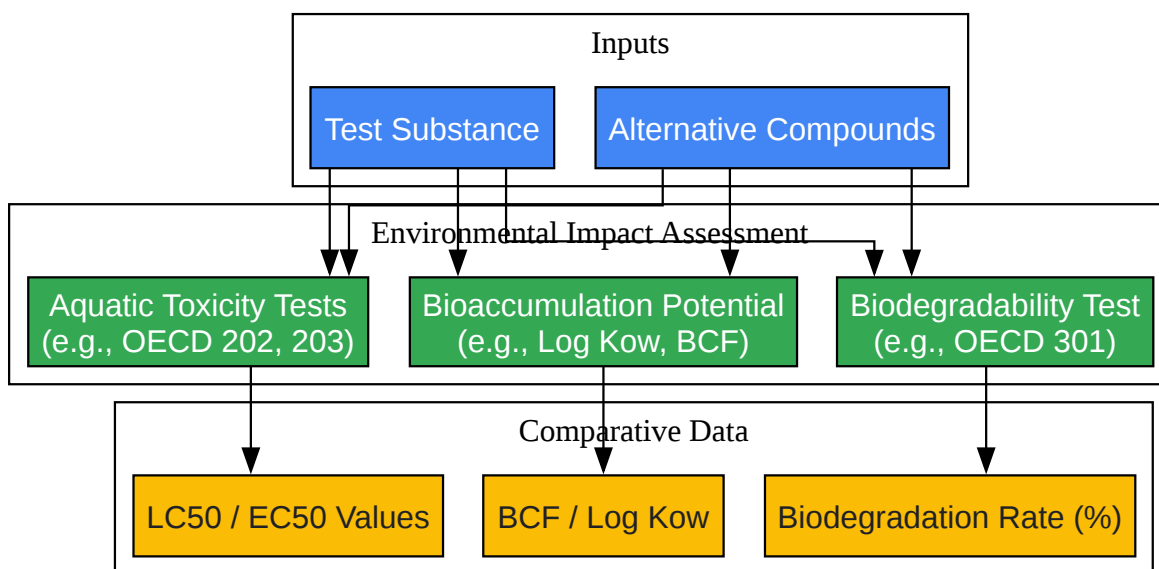 Inputs
Test Substance
Alternative Compounds
Environmental Impact Assessment
Aquatic Toxicity Tests
(e.g., OECD 202, 203)
Bioaccumulation Potential
(e.g., Log Kow, BCF)
Biodegradability Test
(e.g., OECD 301)
Comparative Data
LC50 / EC50 Values
BCF / Log Kow
Biodegradation Rate (%)